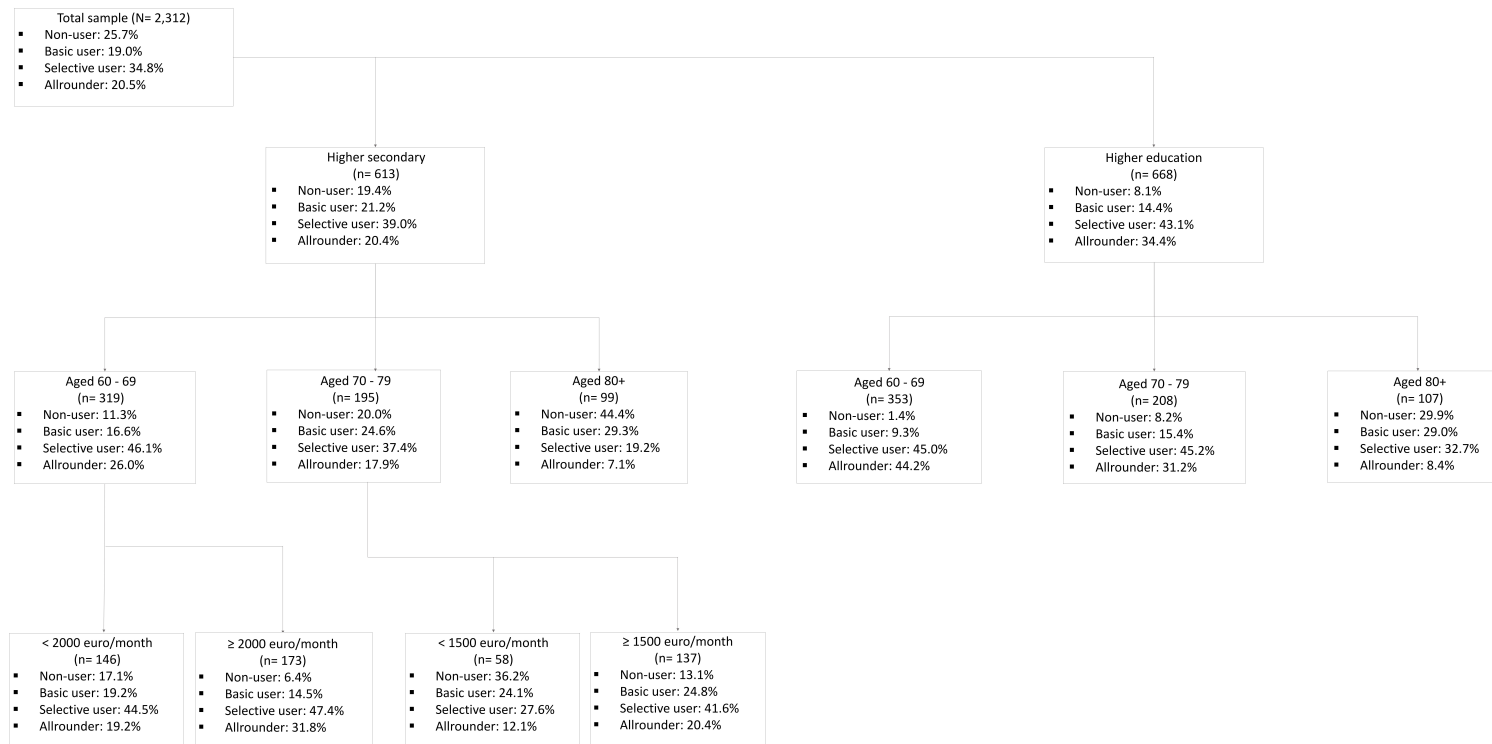 Total sample (N= 2,312)
▪ Non-user: 25.7%
▪ Basic user: 19.0%
▪ Selective user: 34.8%
▪ Allrounder: 20.5%
Higher secondary
(n= 613)
▪ Non-user: 19.4%
▪ Basic user: 21.2%
▪ Selective user: 39.0%
▪ Allrounder: 20.4%
Higher education
(n= 668)
▪ Non-user: 8.1%
▪ Basic user: 14.4%
▪ Selective user: 43.1%
▪ Allrounder: 34.4%
Aged 60 - 69
(n= 319)
▪ Non-user: 11.3%
▪ Basic user: 16.6%
▪ Selective user: 46.1%
▪ Allrounder: 26.0%
Aged 70 - 79
(n= 195)
▪ Non-user: 20.0%
▪ Basic user: 24.6%
▪ Selective user: 37.4%
▪ Allrounder: 17.9%
Aged 80+
(n= 99)
▪ Non-user: 44.4%
▪ Basic user: 29.3%
▪ Selective user: 19.2%
▪ Allrounder: 7.1%
Aged 60 - 69
(n= 353)
▪ Non-user: 1.4%
▪ Basic user: 9.3%
▪ Selective user: 45.0%
▪ Allrounder: 44.2%
Aged 70 - 79
(n= 208)
▪ Non-user: 8.2%
▪ Basic user: 15.4%
▪ Selective user: 45.2%
▪ Allrounder: 31.2%
Aged 80+
(n= 107)
▪ Non-user: 29.9%
▪ Basic user: 29.0%
▪ Selective user: 32.7%
▪ Allrounder: 8.4%
< 2000 euro/month
(n= 146)
▪ Non-user: 17.1%
▪ Basic user: 19.2%
▪ Selective user: 44.5%
▪ Allrounder: 19.2%
≥ 2000 euro/month
(n= 173)
▪ Non-user: 6.4%
▪ Basic user: 14.5%
▪ Selective user: 47.4%
▪ Allrounder: 31.8%
< 1500 euro/month
(n= 58)
▪ Non-user: 36.2%
▪ Basic user: 24.1%
▪ Selective user: 27.6%
▪ Allrounder: 12.1%
≥ 1500 euro/month
(n= 137)
▪ Non-user: 13.1%
▪ Basic user: 24.8%
▪ Selective user: 41.6%
▪ Allrounder: 20.4%